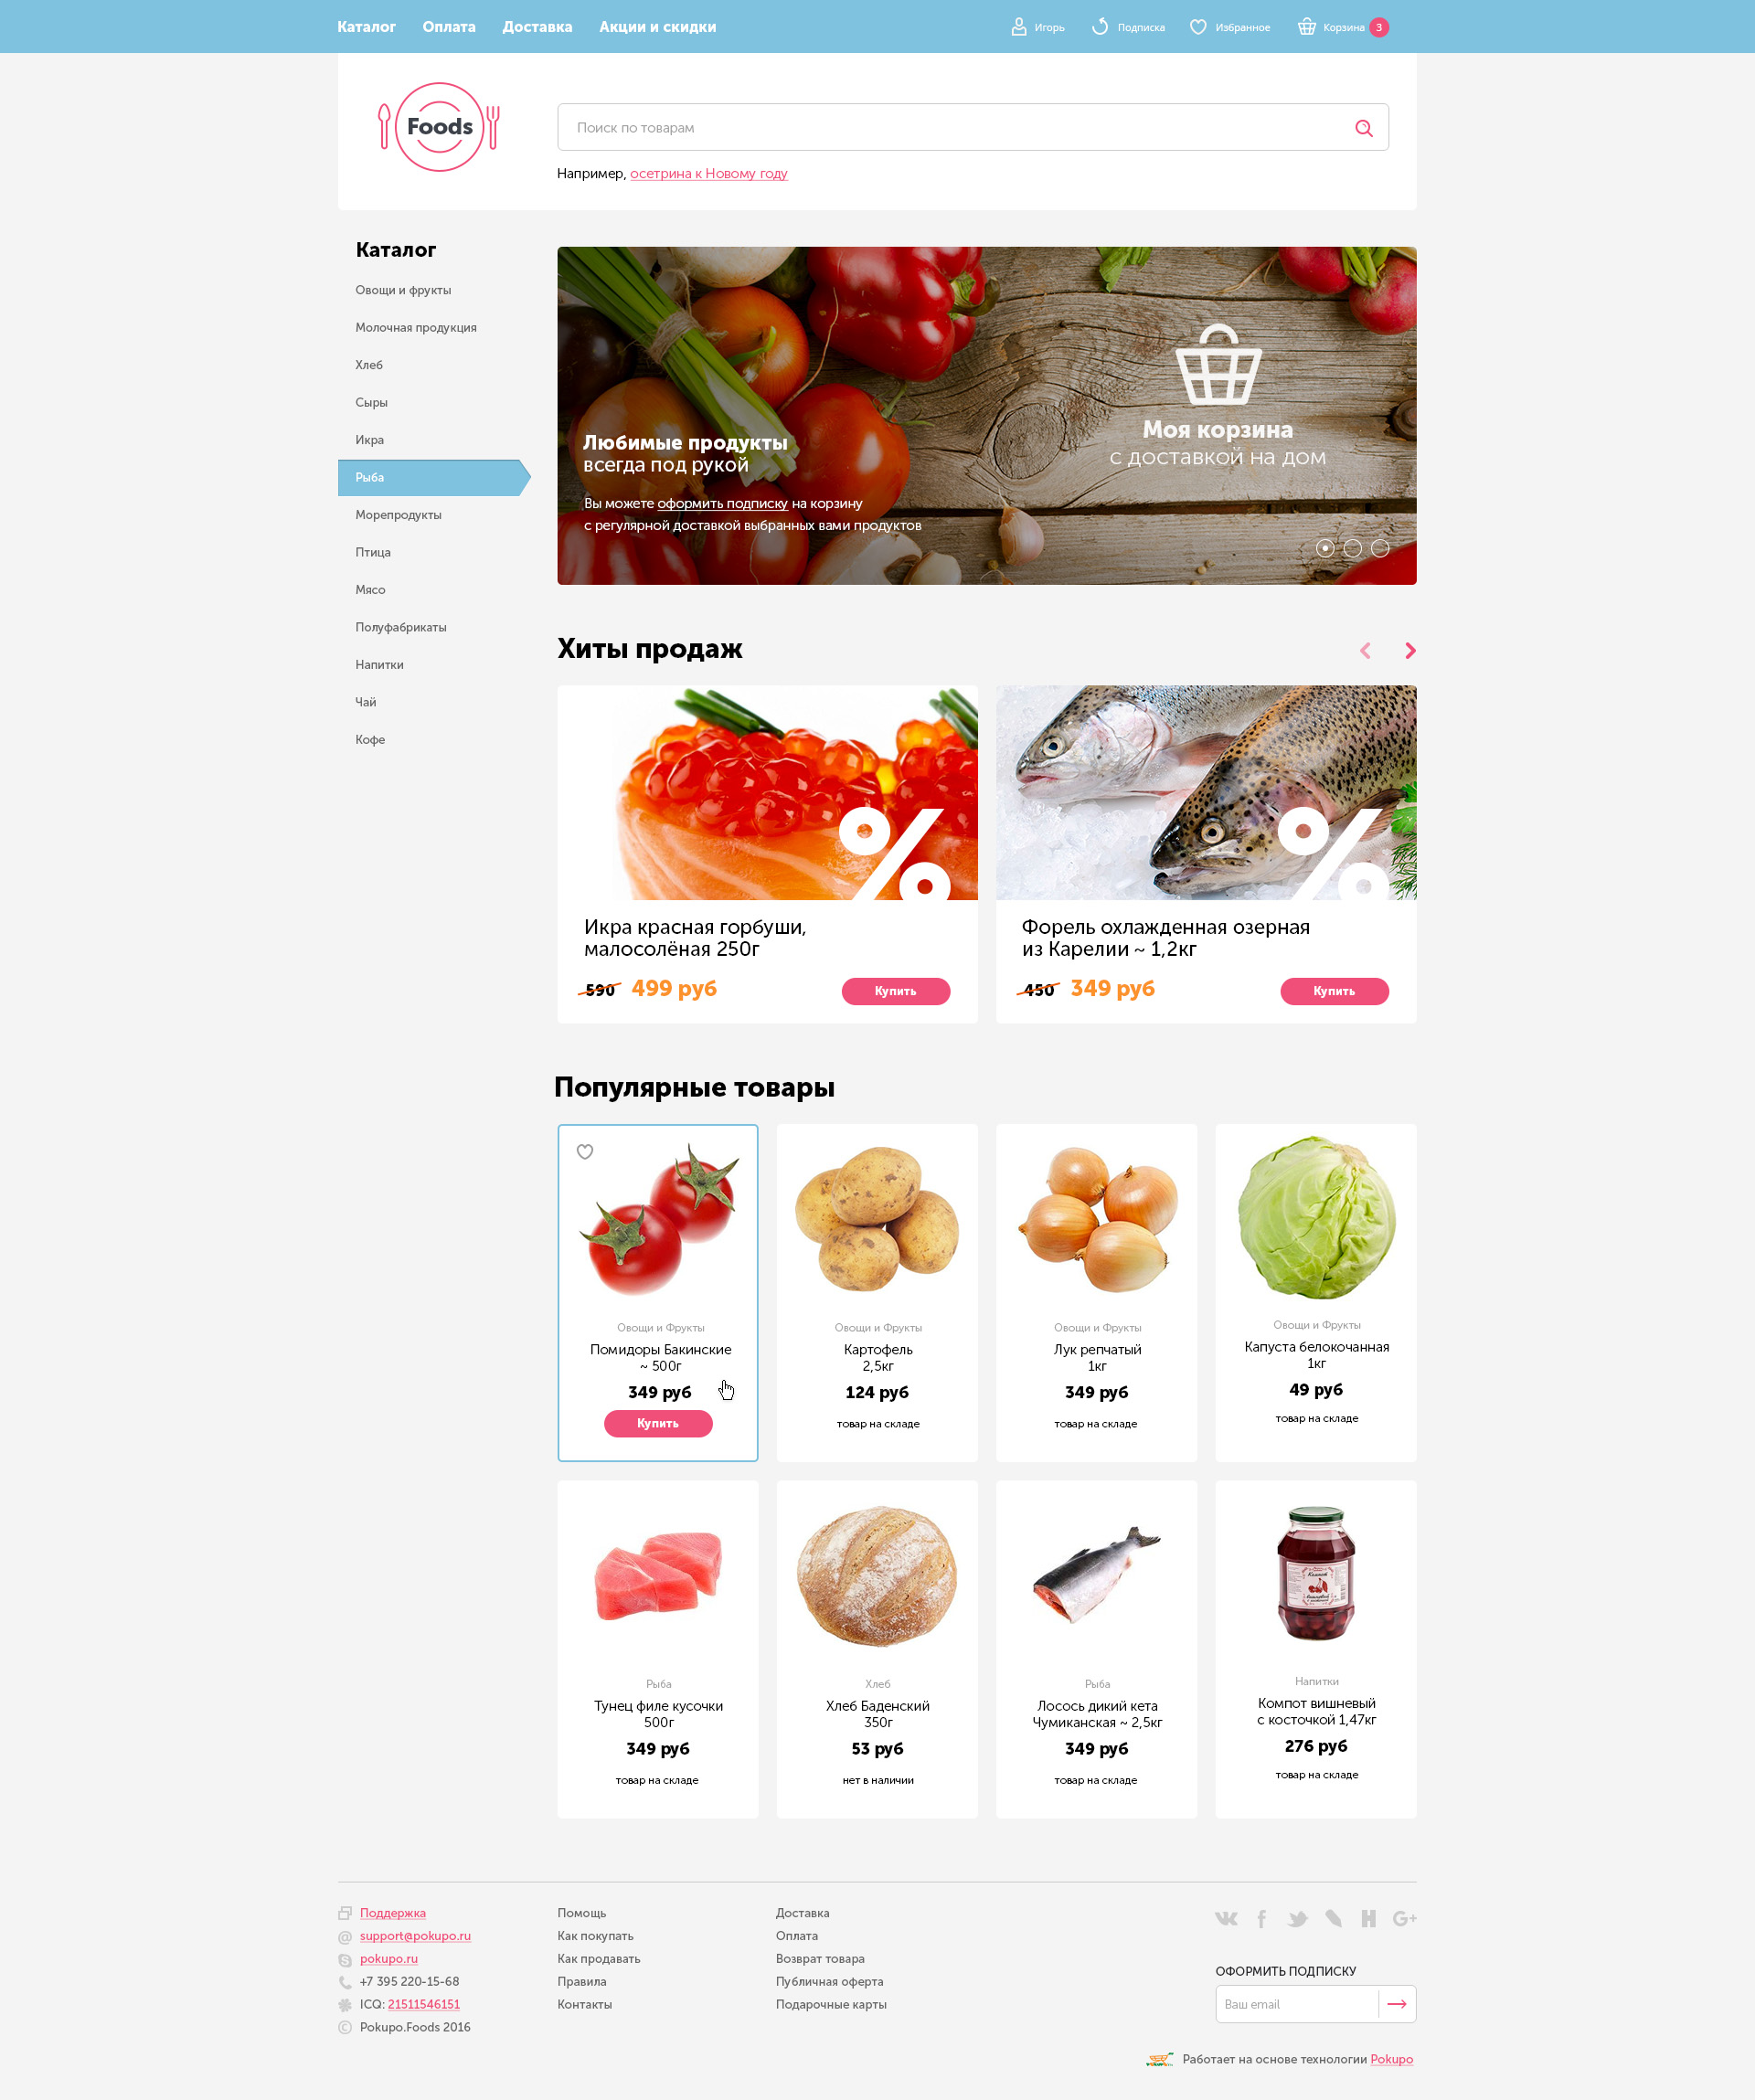 Каталог Оплата Доставка Акции и скидки Игорь Подписка Избранное Корзина 3
Foods
Поиск по товарам
Например, осетрина к Новому году
Каталог
Овощи и фрукты
Молочная продукция
Хлеб
Сыры
Икра
Рыба
Морепродукты
Птица
Мясо
Полуфабрикаты
Напитки
Чай
Кофе
Любимые продукты
всегда под рукой
Вы можете оформить подписку на корзину
с регулярной доставкой выбранных вами продуктов
Моя корзина
с доставкой на дом
Хиты продаж
%
Икра красная горбуши,
малосолёная 250г
590 499 руб Купить
%
Форель охлажденная озерная
из Карелии ~ 1,2кг
450 349 руб Купить
Популярные товары
Овощи и Фрукты
Помидоры Бакинские
~ 500г
349 руб
Купить
Овощи и Фрукты
Картофель
2,5кг
124 руб
товар на складе
Овощи и Фрукты
Лук репчатый
1кг
349 руб
товар на складе
Овощи и Фрукты
Капуста белокочанная
1кг
49 руб
товар на складе
Рыба
Тунец филе кусочки
500г
349 руб
товар на складе
Хлеб
Хлеб Баденский
350г
53 руб
нет в наличии
Рыба
Лосось дикий кета
Чумиканская ~ 2,5кг
349 руб
товар на складе
Компот
Напитки
Компот вишневый
с косточкой 1,47кг
276 руб
товар на складе
Поддержка
support@pokupo.ru
pokupo.ru
+7 395 220-15-68
ICQ: 21511546151
Pokupo.Foods 2016
Помощь
Как покупать
Как продавать
Правила
Контакты
Доставка
Оплата
Возврат товара
Публичная оферта
Подарочные карты
G+
ОФОРМИТЬ ПОДПИСКУ
Ваш email
Работает на основе технологии Pokupo